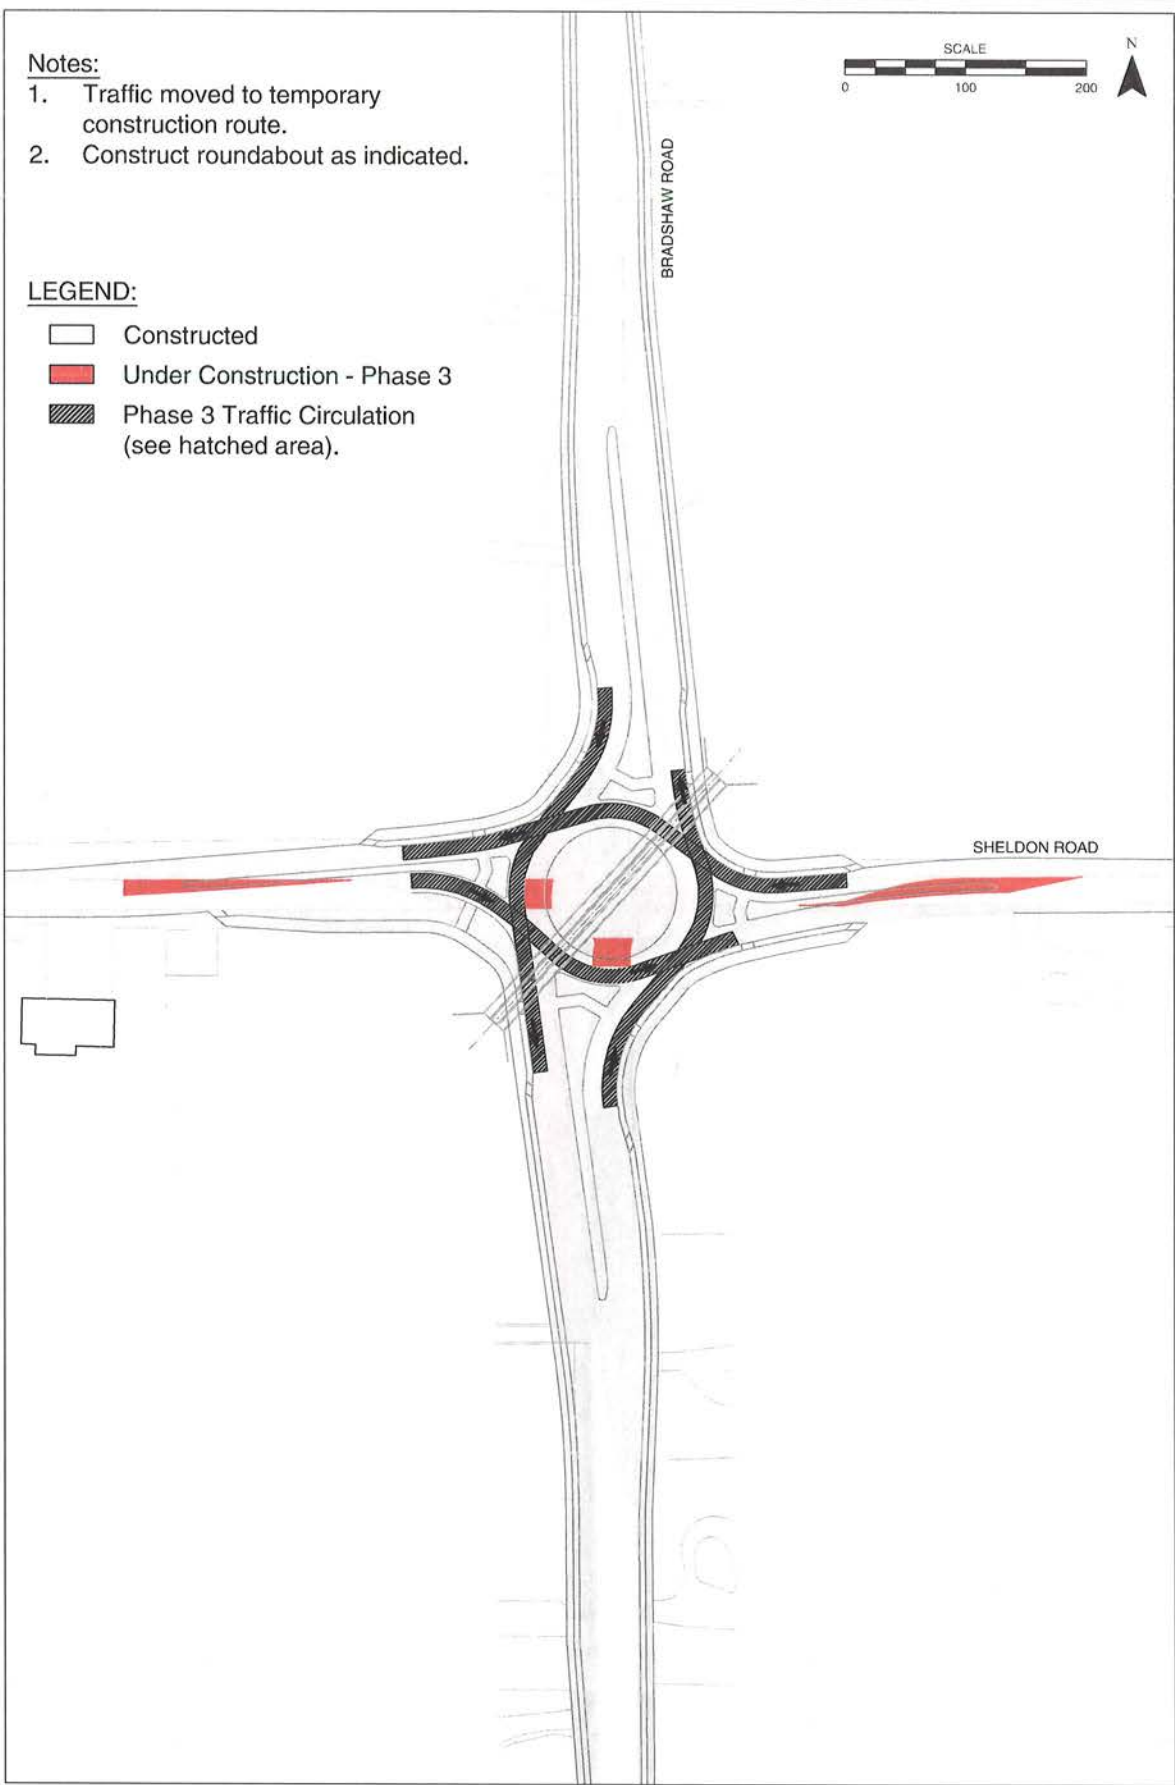 Notes:
1. Traffic moved to temporary
construction route.
2. Construct roundabout as indicated.
SCALE
0 100 200
N
BRADSHAW ROAD
LEGEND:
Constructed
Under Construction - Phase 3
Phase 3 Traffic Circulation
(see hatched area).
SHELDON ROAD